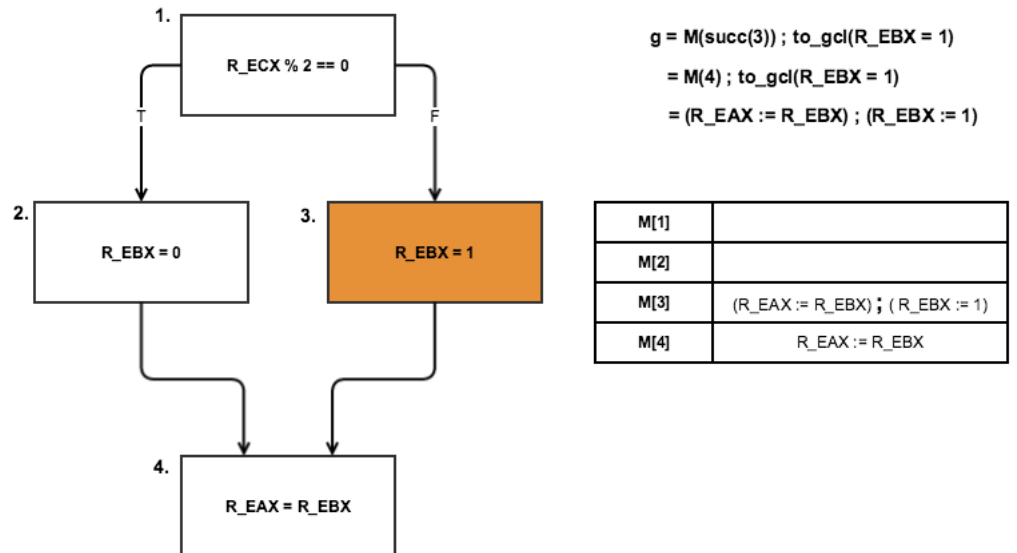 1.
R_ECX % 2 == 0
T
F
2.
R_EBX = 0
3.
R_EBX = 1
4.
R_EAX = R_EBX
g = M(succ(3)) ; to_gcl(R_EBX = 1)
= M(4) ; to_gcl(R_EBX = 1)
= (R_EAX := R_EBX) ; (R_EBX := 1)
M[1]
M[2]
M[3] (R_EAX := R_EBX) ; ( R_EBX := 1)
M[4] R_EAX := R_EBX